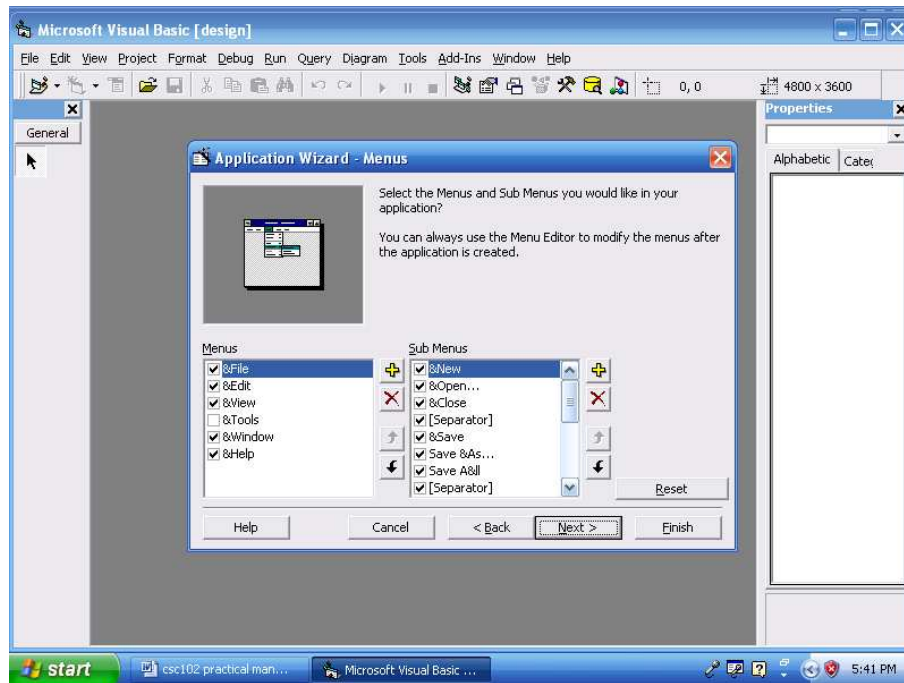 Microsoft Visual Basic [design]
File Edit View Project Format Debug Run Query Diagram Tools Add-Ins Window Help
0, 0 4800 x 3600
General
Properties
Alphabetic Cate
Application Wizard - Menus
Select the Menus and Sub Menus you would like in your
application?
You can always use the Menu Editor to modify the menus after
the application is created.
Menus
&File
&Edit
&View
&Tools
&Window
&Help
Sub Menus
&New
&Open...
&Close
[Separator]
&Save
Save &As...
Save A&ll
[Separator]
Reset
Help Cancel < Back Next > Finish
start csc102 practical man... Microsoft Visual Basic ... 5:41 PM